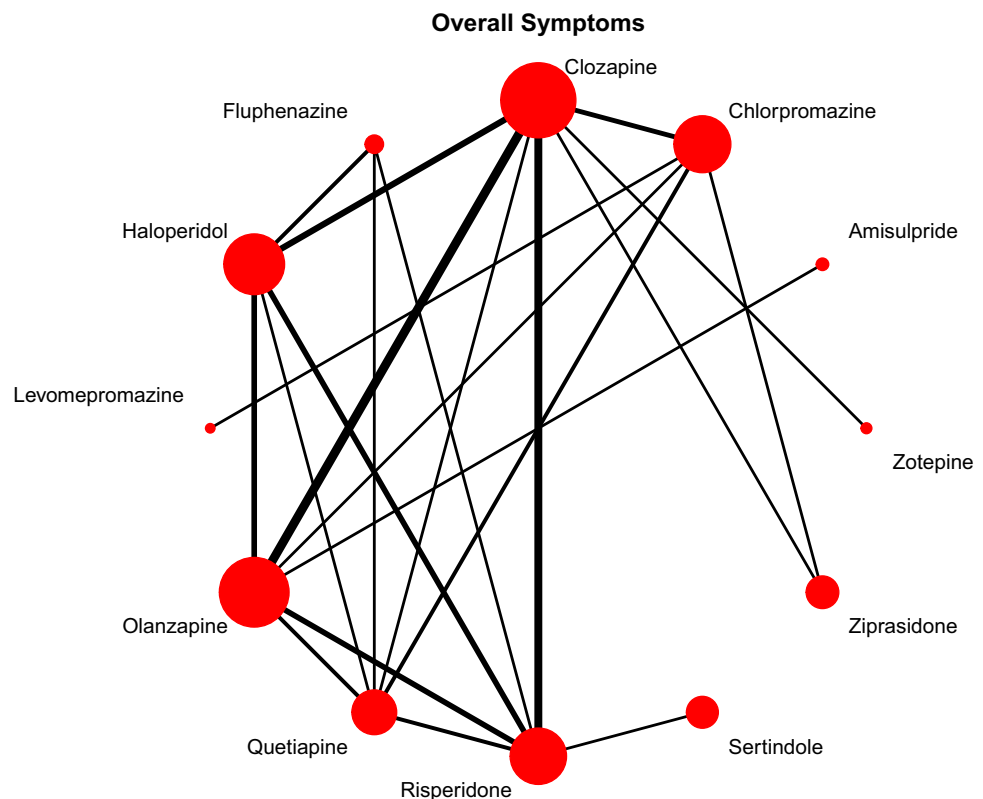 Overall Symptoms
Clozapine
Fluphenazine
Chlorpromazine
Haloperidol
Amisulpride
Levomepromazine
Zotepine
Olanzapine
Ziprasidone
Quetiapine
Sertindole
Risperidone